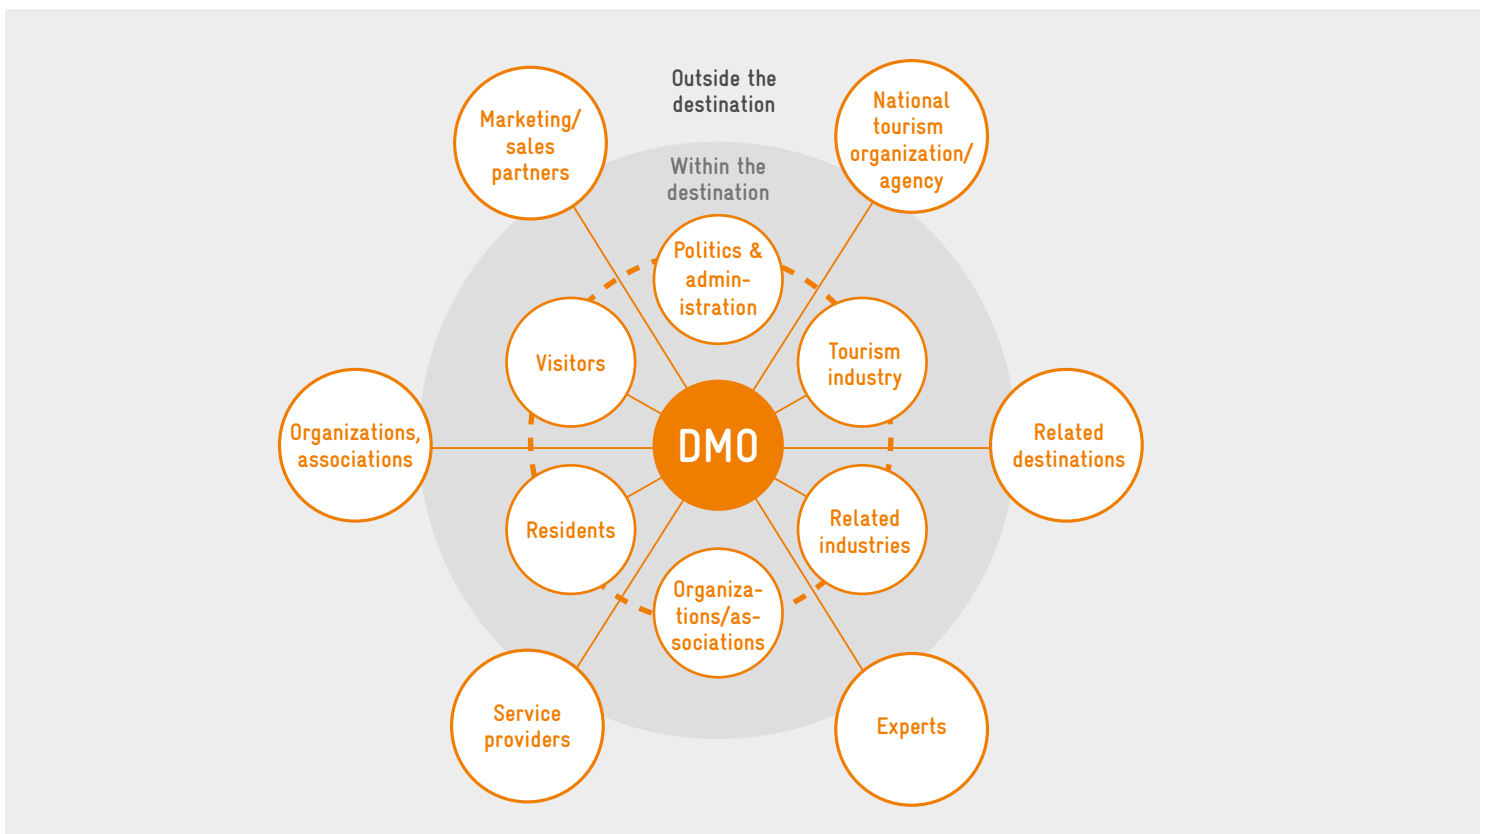 Outside the
destination
Marketing/
sales
partners
National
tourism
organization/
agency
Within the
destination
Politics &
admin-
istration
Visitors
Tourism
industry
Organizations,
associations
DMO
Related
destinations
Residents
Related
industries
Organiza-
tions/as-
sociations
Service
providers
Experts